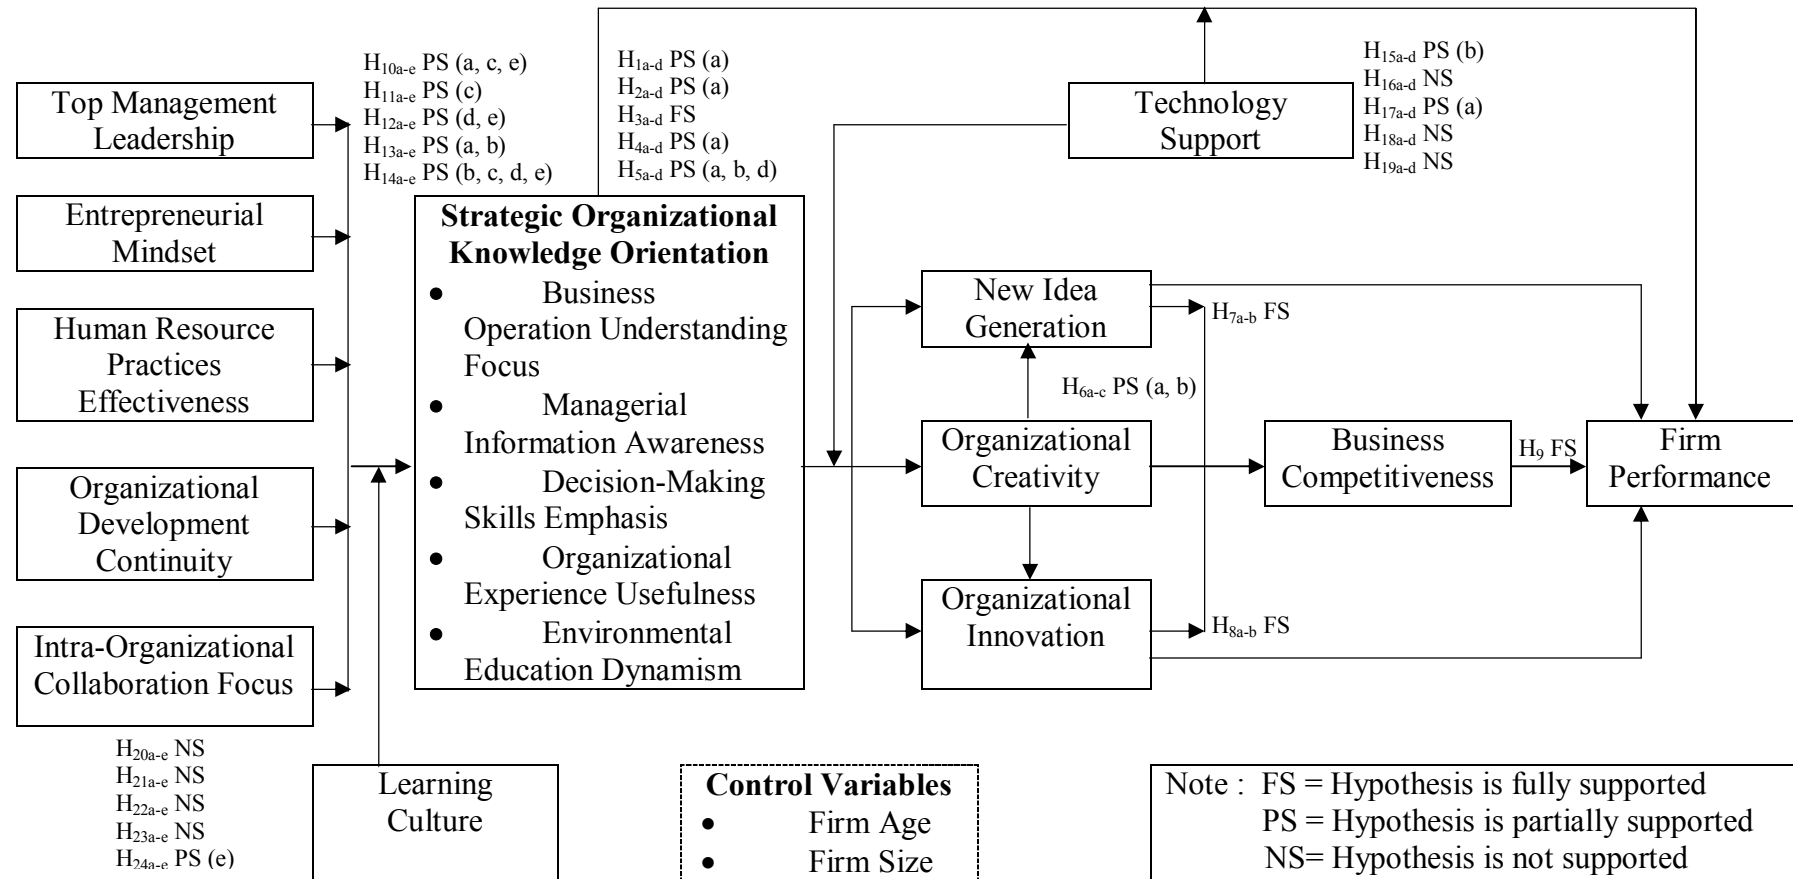 H10a-e PS (a, c, e)
H11a-e PS (c)
H12a-e PS (d, e)
H13a-e PS (a, b)
H14a-e PS (b, c, d, e)
H1a-d PS (a)
H2a-d PS (a)
H3a-d FS
H4a-d PS (a)
H5a-d PS (a, b, d)
H15a-d PS (b)
H16a-d NS
H17a-d PS (a)
H18a-d NS
H19a-d NS
Technology
Support
Top Management
Leadership
Entrepreneurial
Mindset
Human Resource
Practices
Effectiveness
Organizational
Development
Continuity
Intra-Organizational
Collaboration Focus
Strategic Organizational
Knowledge Orientation
● Business
Operation Understanding
Focus
● Managerial
Information Awareness
● Decision-Making
Skills Emphasis
● Organizational
Experience Usefulness
● Environmental
Education Dynamism
New Idea
Generation
H7a-b FS
H6a-c PS (a, b)
Organizational
Creativity
Business
Competitiveness
H9 FS
Firm
Performance
Organizational
Innovation
H8a-b FS
H20a-e NS
H21a-e NS
H22a-e NS
H23a-e NS
H24a-e PS (e)
Learning
Culture
Control Variables
● Firm Age
● Firm Size
Note : FS = Hypothesis is fully supported
PS = Hypothesis is partially supported
NS= Hypothesis is not supported